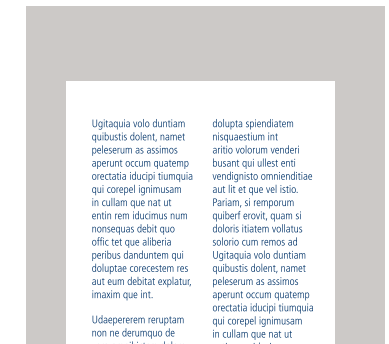 Ugitaquia volo duntiam
quibustis dolent, namet
peleserum as assimos
aperunt occum quatemp
orectatia iducipi tiumquia
qui corepel ignimusam
in cullam que nat ut
entin rem iducimus num
nonsequas debit quo
offic tet que aliberia
peribus danduntem qui
doluptae corecestem res
aut eum debitat explatur,
imaxim que int.
Udaepererem reruptam
non ne derumquo de
dolupta spiendiatem
nisquaestium int
aritio volorum venderi
busant qui ullest enti
vendignisto omnienditiae
aut lit et que vel istio.
Pariam, si remporum
quiberf erovit, quam si
doloris itiatem vollatus
solorio cum remos ad
Ugitaquia volo duntiam
quibustis dolent, namet
peleserum as assimos
aperunt occum quatemp
orectatia iducipi tiumquia
qui corepel ignimusam
in cullam que nat ut